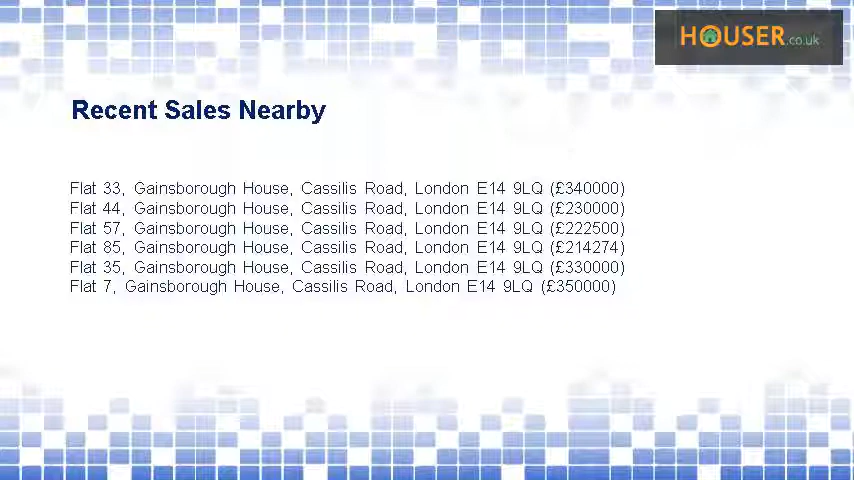 HOUSER.co.uk
Recent Sales Nearby
Flat 33, Gainsborough House, Cassilis Road, London E14 9LQ (£340000)
Flat 44, Gainsborough House, Cassilis Road, London E14 9LQ (£230000)
Flat 57, Gainsborough House, Cassilis Road, London E14 9LQ (£222500)
Flat 85, Gainsborough House, Cassilis Road, London E14 9LQ (£214274)
Flat 35, Gainsborough House, Cassilis Road, London E14 9LQ (£330000)
Flat 7, Gainsborough House, Cassilis Road, London E14 9LQ (£350000)